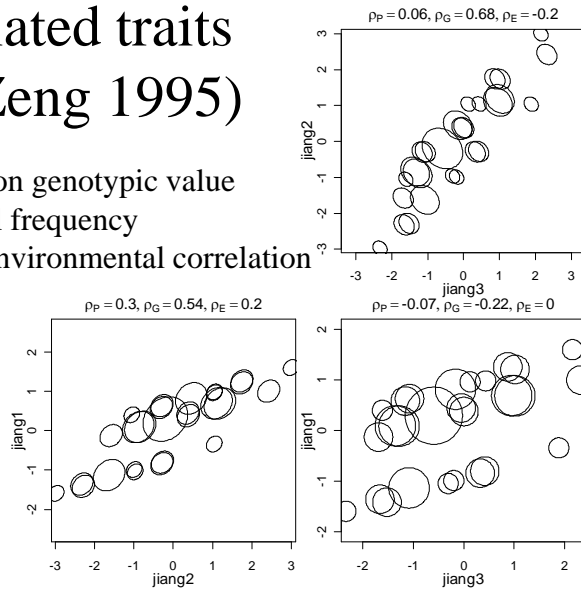 lated traits
Zeng 1995)
on genotypic value
frequency
nvironmental correlation
ρP = 0.06, ρG = 0.68, ρE = -0.2
jiang2
3
2
1
0
-1
-2
-3
-3 -2 -1 0 1 2 3
jiang3
ρP = 0.3, ρG = 0.54, ρE = 0.2
jiang1
2
1
0
-1
-2
-3 -2 -1 0 1 2 3
jiang2
ρP = -0.07, ρG = -0.22, ρE = 0
jiang1
2
1
0
-1
-2
-2 -1 0 1 2
jiang3